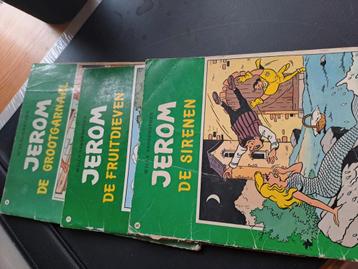 JEROM
DE GROOTGARNAAL
JEROM
DE FRUITDIEVEN
JEROM
DE SIRENEN